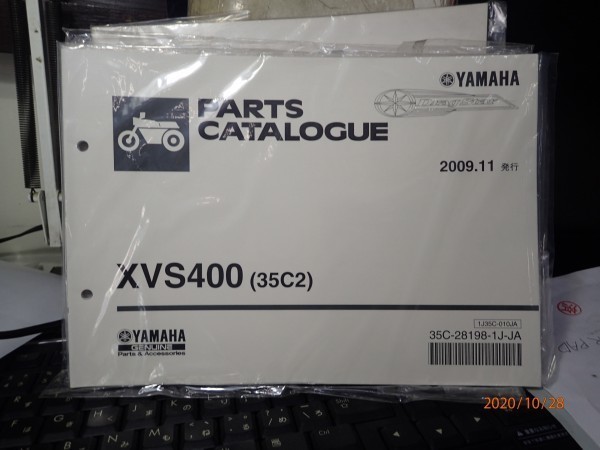 YAMAHA
PARTS
CATALOGUE
2009.11 発行
XVS400 (35C2)
YAMAHA
GENUINE
Parts & Accessories
1J35C-010JA
35C-28198-1J-JA
2020/10/28